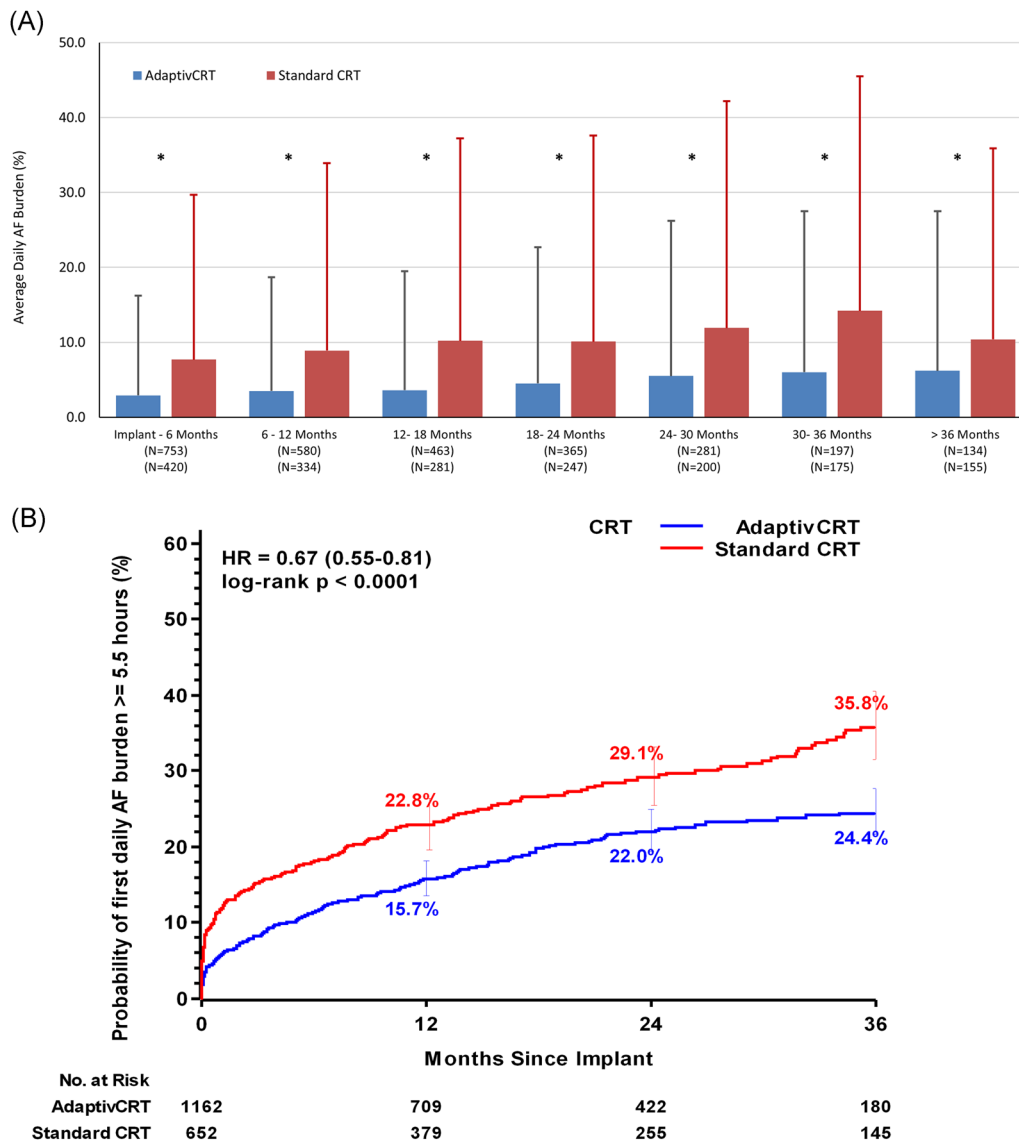 (A)
50.0
AdaptivCRT Standard CRT
40.0
* * * * * * *
30.0
20.0
10.0
0.0
Average Daily AF Burden (%)
Implant - 6 Months 6 - 12 Months 12- 18 Months 18- 24 Months 24- 30 Months 30- 36 Months > 36 Months
(N=753) (N=580) (N=463) (N=365) (N=281) (N=197) (N=134)
(N=420) (N=334) (N=281) (N=247) (N=200) (N=175) (N=155)
(B)
CRT AdaptivCRT
Standard CRT
HR = 0.67 (0.55-0.81)
log-rank p < 0.0001
Probability of first daily AF burden >= 5.5 hours (%)
60
50
40
30
20
10
0
35.8%
29.1%
22.8%
24.4%
22.0%
15.7%
0 12 24 36
Months Since Implant
No. at Risk
AdaptivCRT 1162 709 422 180
Standard CRT 652 379 255 145